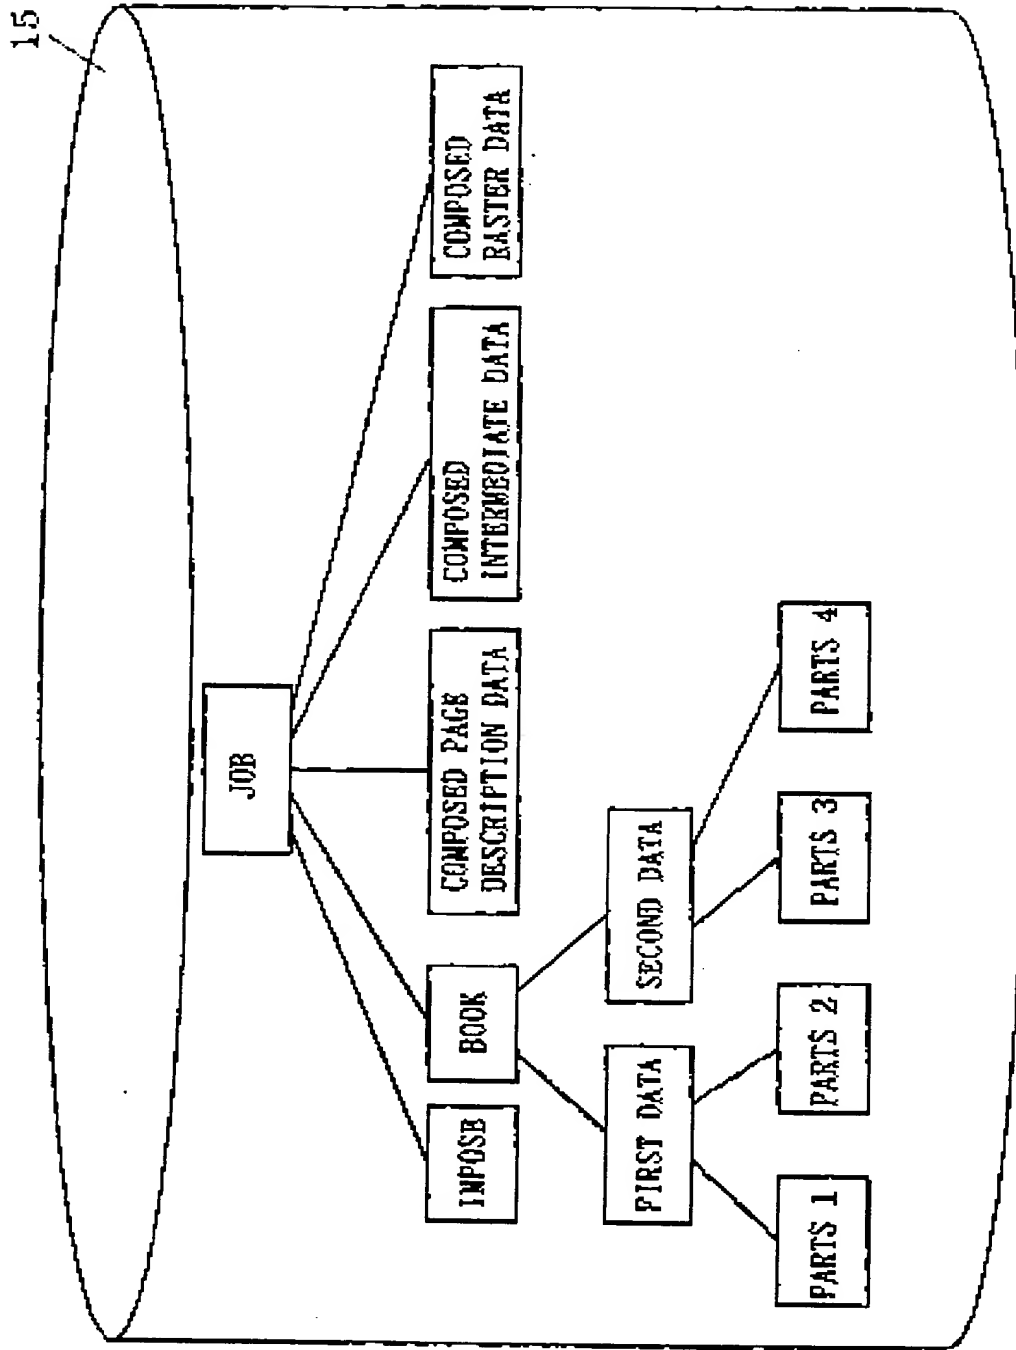 15
JOB
IMPOSE
BOOK
COMPOSED PAGE
DESCRIPTION DATA
COMPOSED
INTERMEDIATE DATA
COMPOSED
RASTER DATA
FIRST DATA
SECOND DATA
PARTS 1
PARTS 2
PARTS 3
PARTS 4